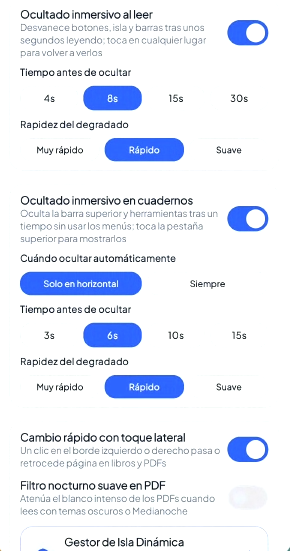 Ocultado inmersivo al leer
Desvanece botones, isla y barras tras unos
segundos leyendo; toca en cualquier lugar
para volver a verlos
Tiempo antes de ocultar
4s 8s 15s 30s
Rapidez del degradado
Muy rápido Rápido Suave
Ocultado inmersivo en cuadernos
Oculta la barra superior y herramientas tras un
tiempo sin usar los menús; toca la pestaña
superior para mostrarlos
Cuándo ocultar automáticamente
Solo en horizontal Siempre
Tiempo antes de ocultar
3s 6s 10s 15s
Rapidez del degradado
Muy rápido Rápido Suave
Cambio rápido con toque lateral
Un clic en el borde izquierdo o derecho pasa o
retrocede página en libros y PDFs
Filtro nocturno suave en PDF
Atenúa el blanco intenso de los PDFs cuando
lees con temas oscuros o Medianoche
Gestor de Isla Dinámica